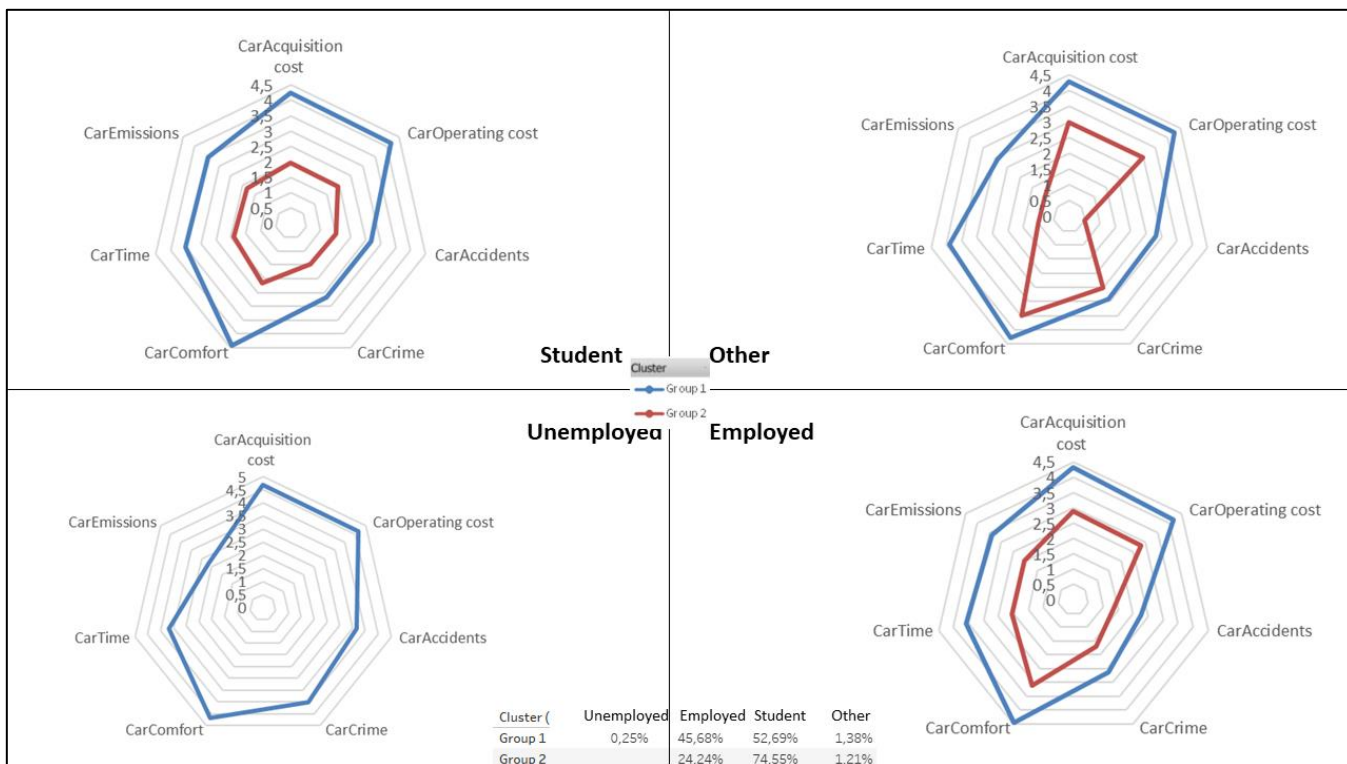 CarAcquisition
cost
4,5
4
3,5
3
2,5
2
1,5
1
0,5
0
CarOperating cost
CarAccidents
CarCrime
CarComfort
CarTime
CarEmissions
Student
CarAcquisition cost
4,5
4
3,5
3
2,5
2
1,5
1
0,5
0
CarOperating cost
CarAccidents
CarCrime
CarComfort
CarTime
CarEmissions
Other
Cluster
Group 1
Group 2
Unemployed
CarAcquisition
cost
5
4,5
4
3,5
3
2,5
2
1,5
1
0,5
0
CarOperating cost
CarAccidents
CarCrime
CarComfort
CarTime
CarEmissions
Employed
CarAcquisition
cost
4,5
4
3,5
3
2,5
2
1,5
1
0,5
0
CarOperating cost
CarAccidents
CarCrime
CarComfort
CarTime
CarEmissions
Cluster ( Unemployed Employed Student Other
Group 1 0,25% 45,68% 52,69% 1,38%
Group 2 24,24% 74,55% 1,21%